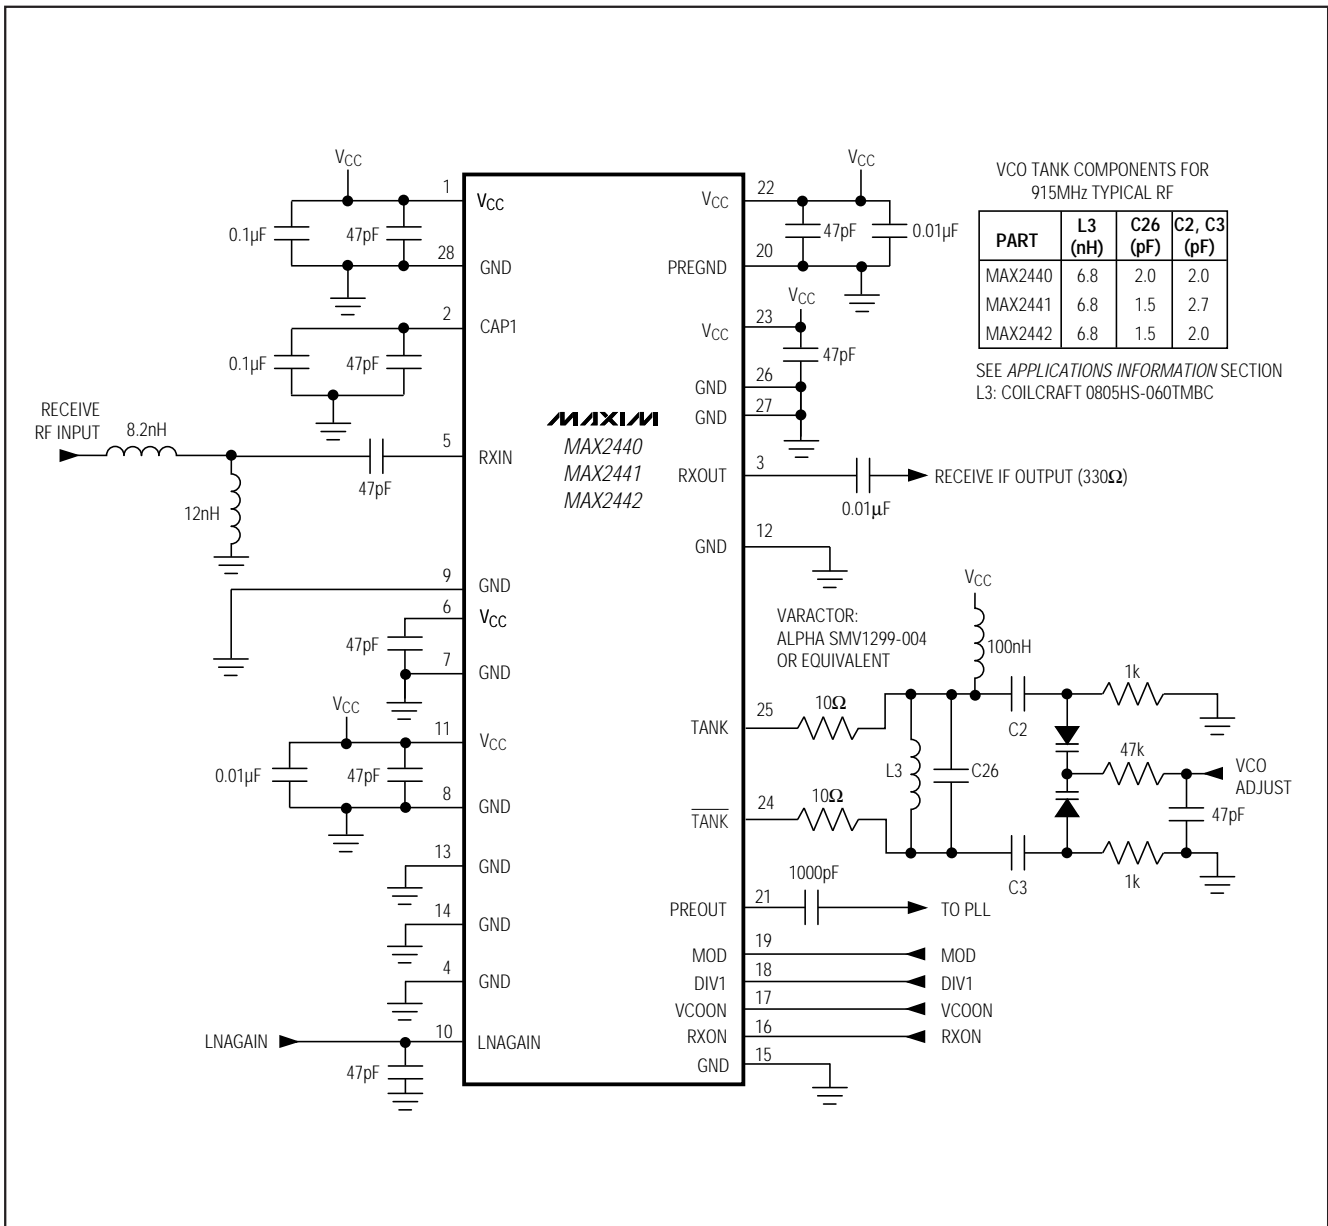 VCC
1
VCC
0.1µF
47pF
28
GND
2
CAP1
0.1µF
47pF
RECEIVE
RF INPUT
8.2nH
12nH
47pF
5
RXIN
9
GND
6
VCC
47pF
7
GND
VCC
11
VCC
0.01µF
47pF
8
GND
13
GND
14
GND
4
GND
LNAGAIN
10
LNAGAIN
47pF
MAXIM
MAX2440
MAX2441
MAX2442
VCC
22
VCC
47pF
0.01µF
20
PREGND
VCC
23
VCC
47pF
26
GND
27
GND
3
RXOUT
0.01µF
RECEIVE IF OUTPUT (330Ω)
12
GND
VARACTOR:
ALPHA SMV1299-004
OR EQUIVALENT
VCC
100nH
25
TANK
10Ω
L3
C26
C2
1k
47k
VCO
ADJUST
47pF
24
TANK
10Ω
C3
1k
21
PREOUT
1000pF
TO PLL
19
MOD
MOD
18
DIV1
DIV1
17
VCOON
VCOON
16
RXON
RXON
15
GND
VCO TANK COMPONENTS FOR
915MHz TYPICAL RF
PART L3 (nH) C26 (pF) C2, C3 (pF)
MAX2440 6.8 2.0 2.0
MAX2441 6.8 1.5 2.7
MAX2442 6.8 1.5 2.0
SEE APPLICATIONS INFORMATION SECTION
L3: COILCRAFT 0805HS-060TMBC